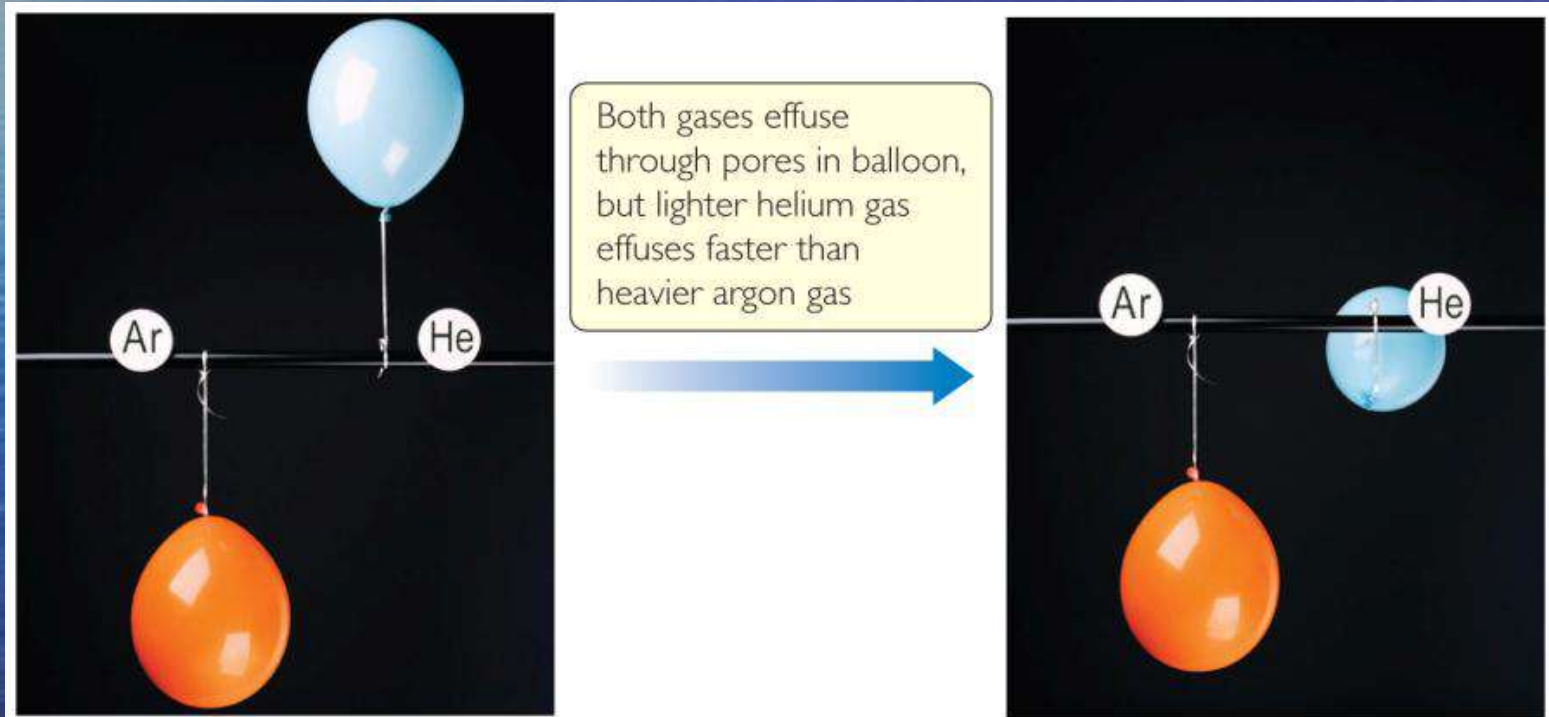 Ar
He
Both gases effuse
through pores in balloon,
but lighter helium gas
effuses faster than
heavier argon gas
Ar
He